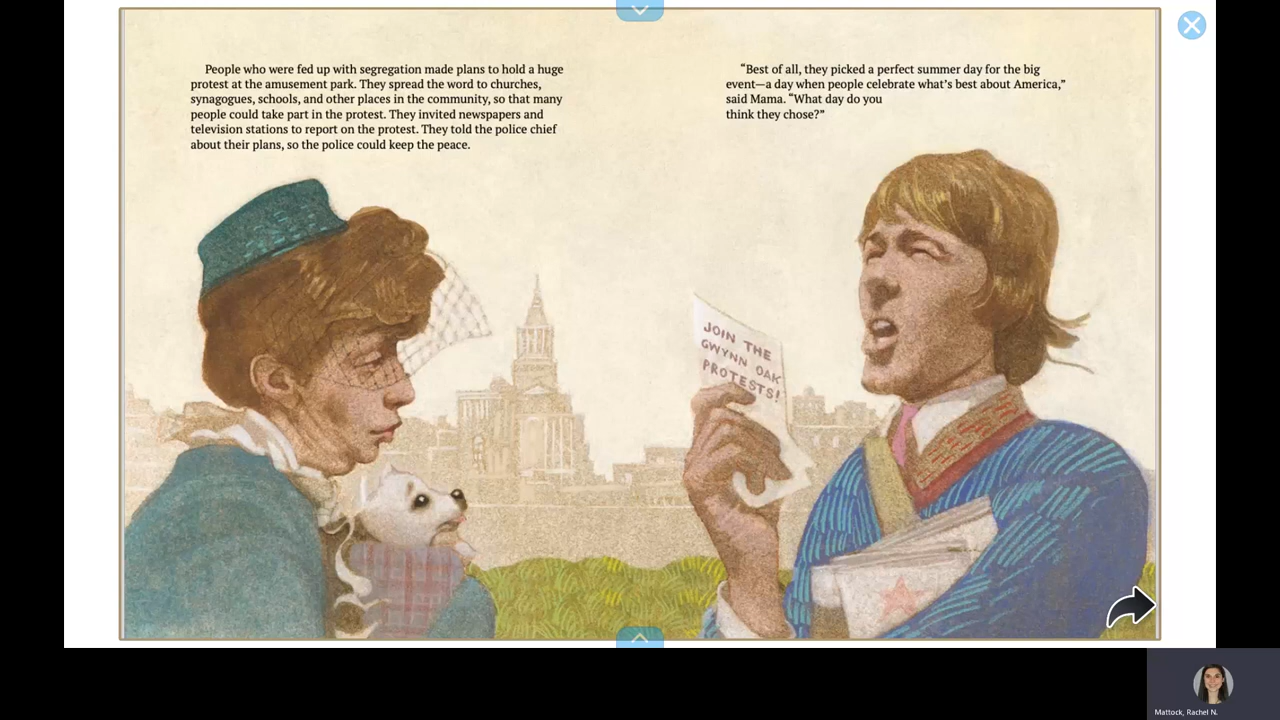 People who were fed up with segregation made plans to hold a huge
protest at the amusement park. They spread the word to churches,
synagogues, schools, and other places in the community, so that many
people could take part in the protest. They invited newspapers and
television stations to report on the protest. They told the police chief
about their plans, so the police could keep the peace.
“Best of all, they picked a perfect summer day for the big
event—a day when people celebrate what’s best about America,”
said Mama. “What day do you
think they chose?”
JOIN THE
GWYNN OAK
PROTESTS!
Mattock, Rachel N.